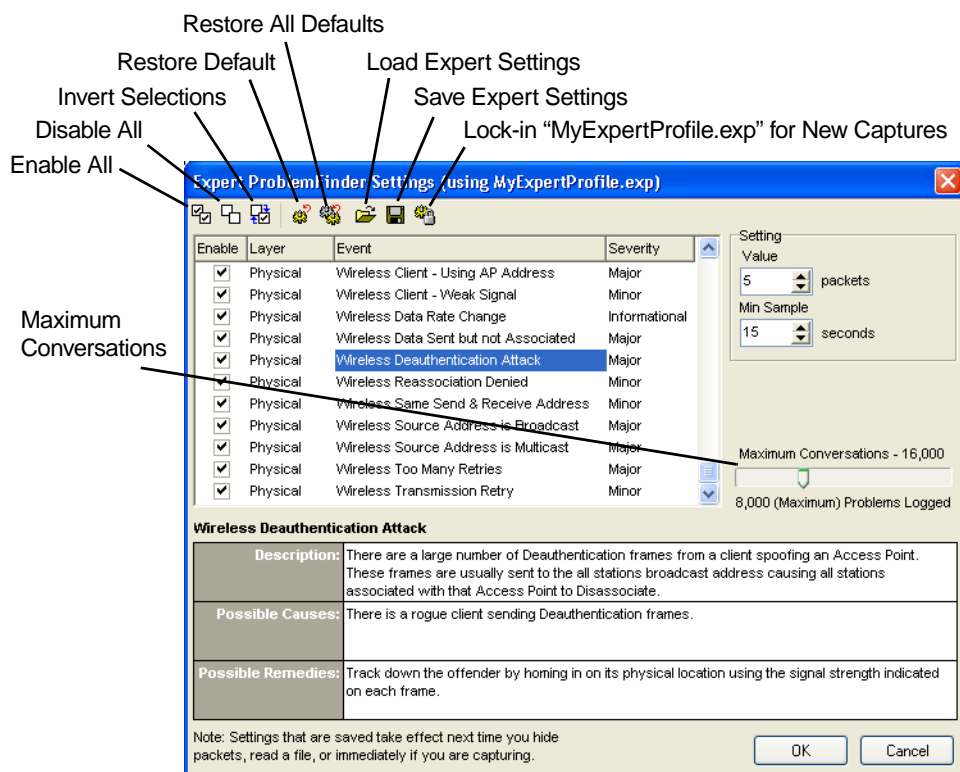 Restore All Defaults
Restore Default
Load Expert Settings
Invert Selections
Save Expert Settings
Disable All
Lock-in “MyExpertProfile.exp” for New Captures
Enable All
Expert ProblemFinder Settings (using MyExpertProfile.exp)
Enable Layer Event Severity
Physical Wireless Client - Using AP Address Major
Physical Wireless Client - Weak Signal Minor
Physical Wireless Data Rate Change Informational
Physical Wireless Data Sent but not Associated Major
Physical Wireless Deauthentication Attack Major
Physical Wireless Reassociation Denied Minor
Physical Wireless Same Send & Receive Address Minor
Physical Wireless Source Address is Broadcast Major
Physical Wireless Source Address is Multicast Major
Physical Wireless Too Many Retries Major
Physical Wireless Transmission Retry Minor
Setting
Value
5 packets
Min Sample
15 seconds
Maximum
Conversations
Maximum Conversations - 16,000
8,000 (Maximum) Problems Logged
Wireless Deauthentication Attack
Description: There are a large number of Deauthentication frames from a client spoofing an Access Point.
These frames are usually sent to the all stations broadcast address causing all stations
associated with that Access Point to Disassociate.
Possible Causes: There is a rogue client sending Deauthentication frames.
Possible Remedies: Track down the offender by homing in on its physical location using the signal strength indicated
on each frame.
Note: Settings that are saved take effect next time you hide
packets, read a file, or immediately if you are capturing.
OK Cancel